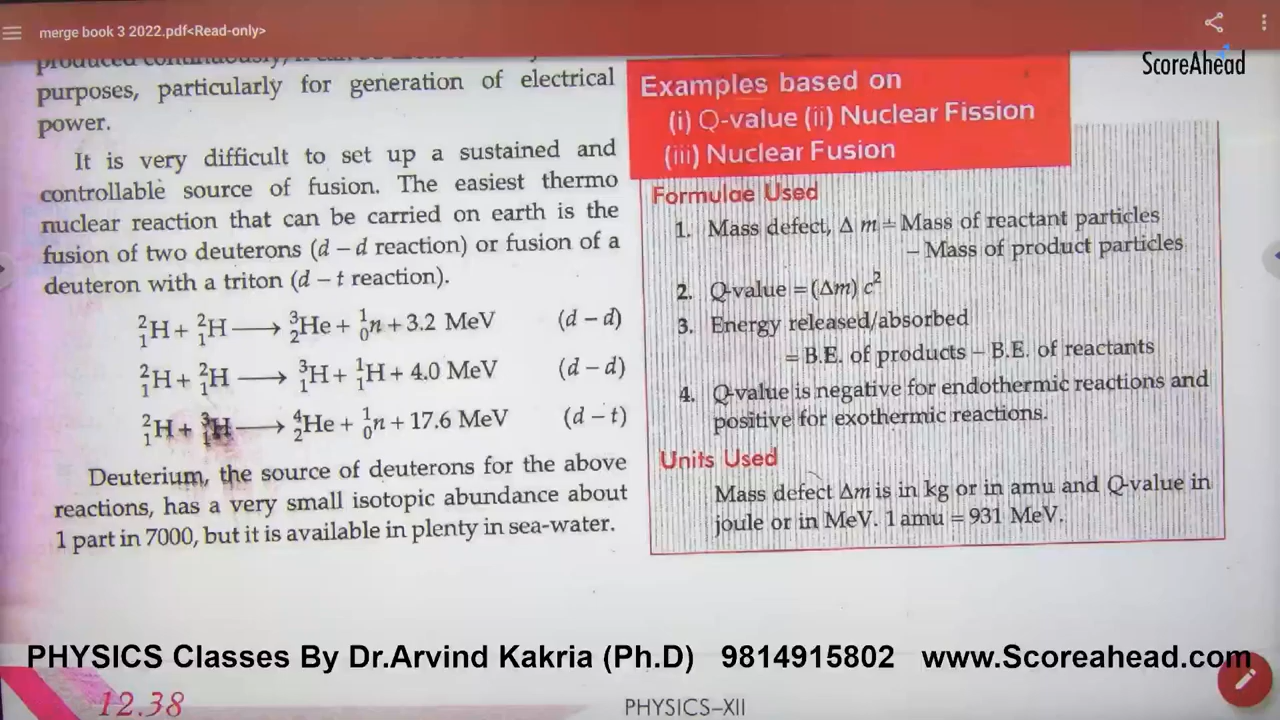 merge book 3 2022.pdf<Read-only>
ScoreAhead
produced continuously,
purposes, particularly for generation of electrical
power.
It is very difficult to set up a sustained and
controllable source of fusion. The easiest thermo
nuclear reaction that can be carried on earth is the
fusion of two deuterons (d – d reaction) or fusion of a
deuteron with a triton (d – t reaction).
²₁H + ²₁H ⟶ ³₂He + ¹₀n + 3.2 MeV (d – d)
²₁H + ²₁H ⟶ ³₁H + ¹₁H + 4.0 MeV (d – d)
²₁H + ³₁H ⟶ ⁴₂He + ¹₀n + 17.6 MeV (d – t)
Deuterium, the source of deuterons for the above
reactions, has a very small isotopic abundance about
1 part in 7000, but it is available in plenty in sea-water.
Examples based on
(i) Q-value (ii) Nuclear Fission
(iii) Nuclear Fusion
Formulae Used
1. Mass defect, Δ m = Mass of reactant particles
– Mass of product particles
2. Q-value = (Δm) c²
3. Energy released/absorbed
= B.E. of products – B.E. of reactants
4. Q-value is negative for endothermic reactions and
positive for exothermic reactions.
Units Used
Mass defect Δm is in kg or in amu and Q-value in
joule or in MeV. 1 amu = 931 MeV.
PHYSICS Classes By Dr.Arvind Kakria (Ph.D) 9814915802 www.Scoreahead.com
12.38
PHYSICS–XII